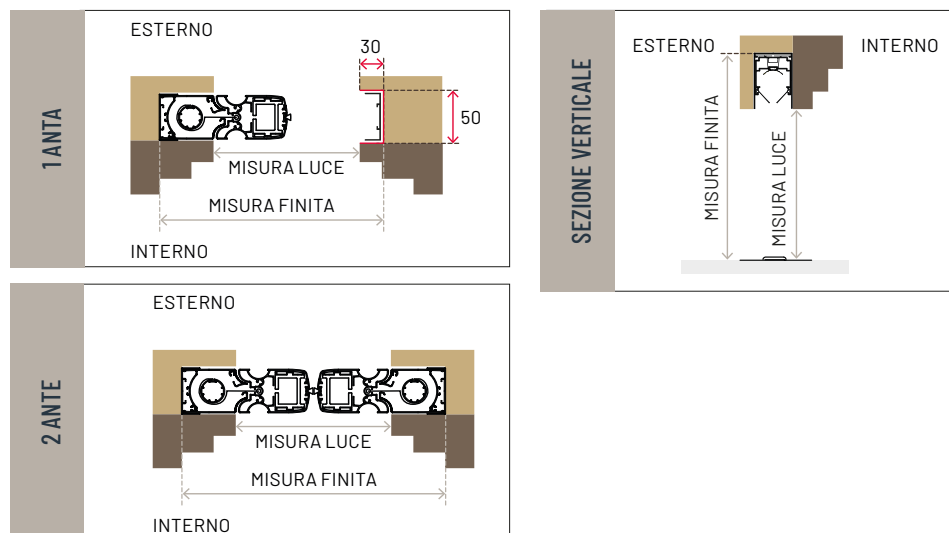 1 ANTA
ESTERNO
30
50
MISURA LUCE
MISURA FINITA
INTERNO
SEZIONE VERTICALE
ESTERNO
INTERNO
MISURA FINITA
MISURA LUCE
2 ANTE
ESTERNO
MISURA LUCE
MISURA FINITA
INTERNO